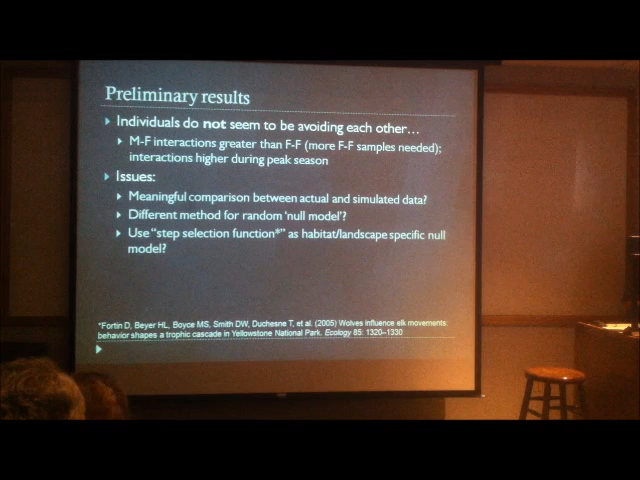 Preliminary results
Individuals do not seem to be avoiding each other…
M-F interactions greater than F-F (more F-F samples needed);
interactions higher during peak season
Issues:
Meaningful comparison between actual and simulated data?
Different method for random 'null model'?
Use "step selection function*" as habitat/landscape specific null
model?
*Fortin D, Beyer HL, Boyce MS, Smith DW, Duchesne T, et al. (2005) Wolves influence elk movements:
behavior shapes a trophic cascade in Yellowstone National Park. Ecology 85: 1320–1330